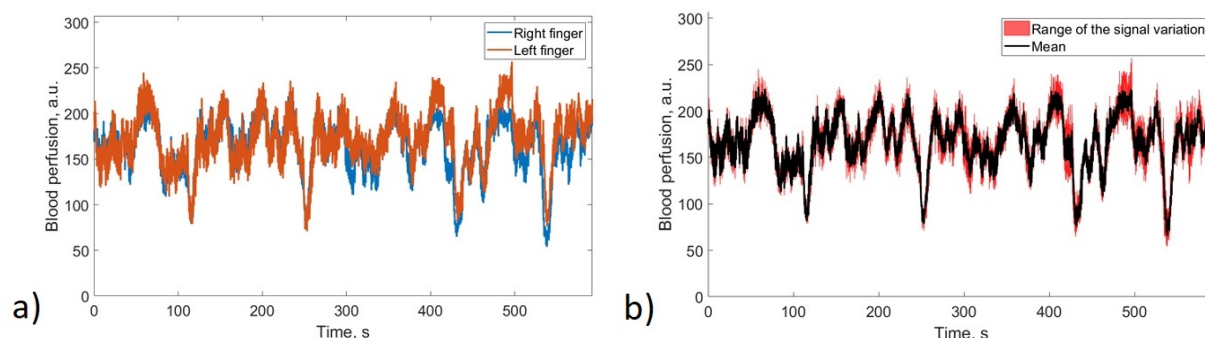 300
250
200
150
100
50
0
Blood perfusion, a.u.
Right finger
Left finger
0 100 200 300 400 500
Time, s
a)
300
250
200
150
100
50
0
Blood perfusion, a.u.
Range of the signal variation
Mean
0 100 200 300 400 500
Time, s
b)